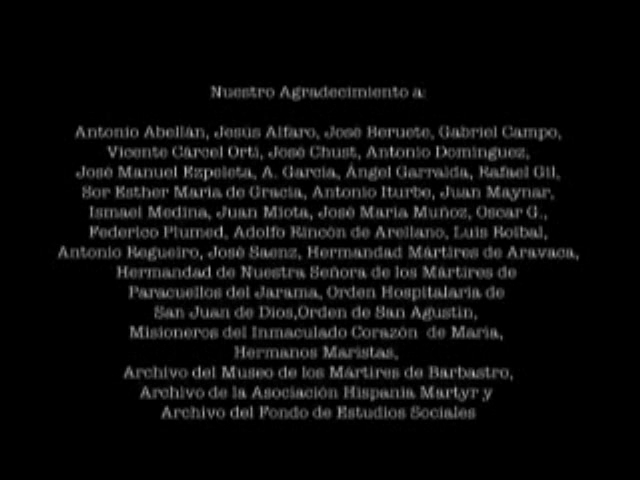 Nuestro Agradecimiento a:
Antonio Abellán, Jesús Alfaro, José Beruete, Gabriel Campo,
Vicente Cárcel Ortí, José Chust, Antonio Domínguez,
José Manuel Ezpeleta, A. García, Ángel Garralda, Rafael Gil,
Sor Esther María de Gracia, Antonio Iturbe, Juan Maynar,
Ismael Medina, Juan Miota, José María Muñoz, Oscar G.,
Federico Plumed, Adolfo Rincón de Arellano, Luis Roibal,
Antonio Regueiro, José Saenz, Hermandad Mártires de Aravaca,
Hermandad de Nuestra Señora de los Mártires de
Paracuellos del Jarama, Orden Hospitalaria de
San Juan de Dios,Orden de San Agustín,
Misioneros del Inmaculado Corazón de María,
Hermanos Maristas,
Archivo del Museo de los Mártires de Barbastro,
Archivo de la Asociación Hispania Martyr y
Archivo del Fondo de Estudios Sociales